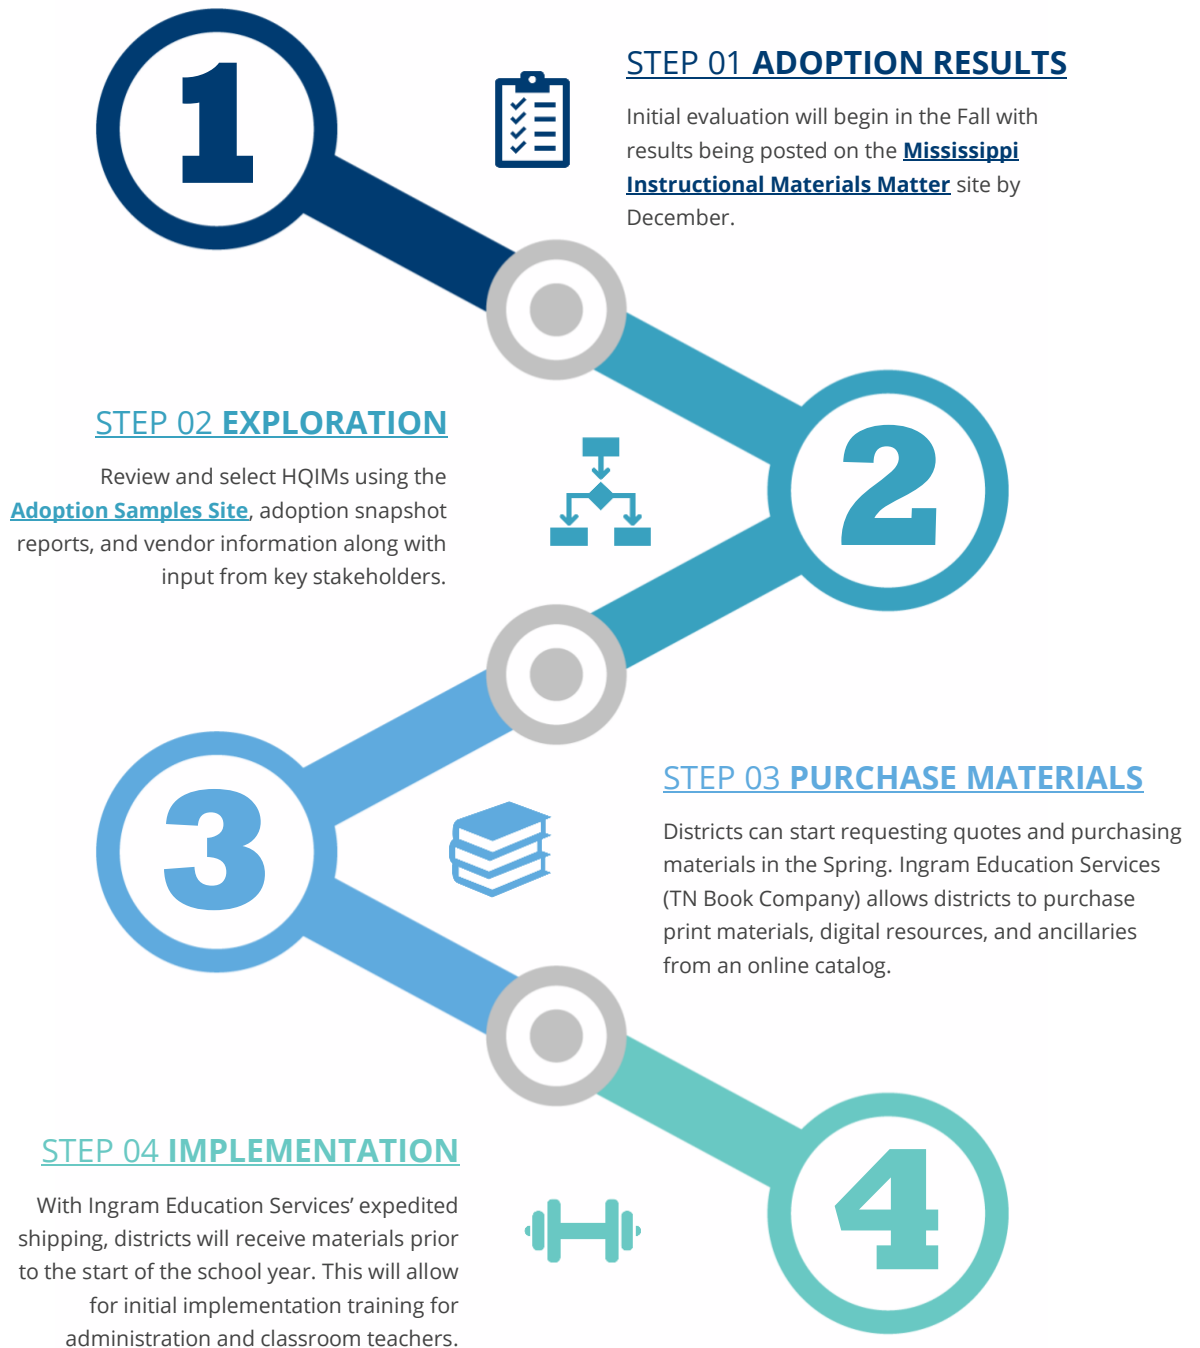 1
STEP 01 ADOPTION RESULTS
Initial evaluation will begin in the Fall with
results being posted on the Mississippi
Instructional Materials Matter site by
December.
2
STEP 02 EXPLORATION
Review and select HQIMs using the
Adoption Samples Site, adoption snapshot
reports, and vendor information along with
input from key stakeholders.
3
STEP 03 PURCHASE MATERIALS
Districts can start requesting quotes and purchasing
materials in the Spring. Ingram Education Services
(TN Book Company) allows districts to purchase
print materials, digital resources, and ancillaries
from an online catalog.
4
STEP 04 IMPLEMENTATION
With Ingram Education Services’ expedited
shipping, districts will receive materials prior
to the start of the school year. This will allow
for initial implementation training for
administration and classroom teachers.